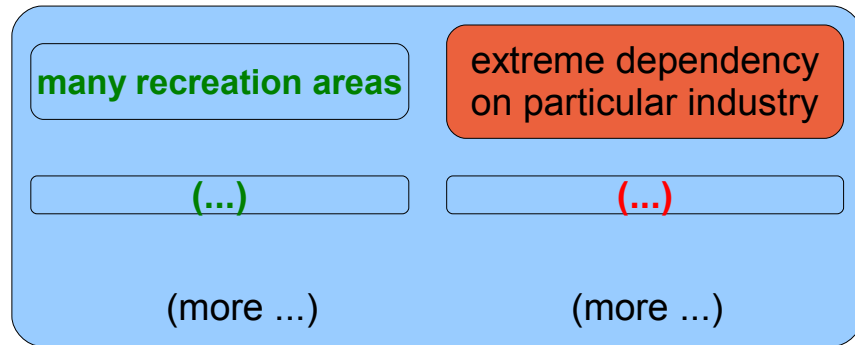 many recreation areas
extreme dependency
on particular industry
(...)
(...)
(more ...)
(more ...)